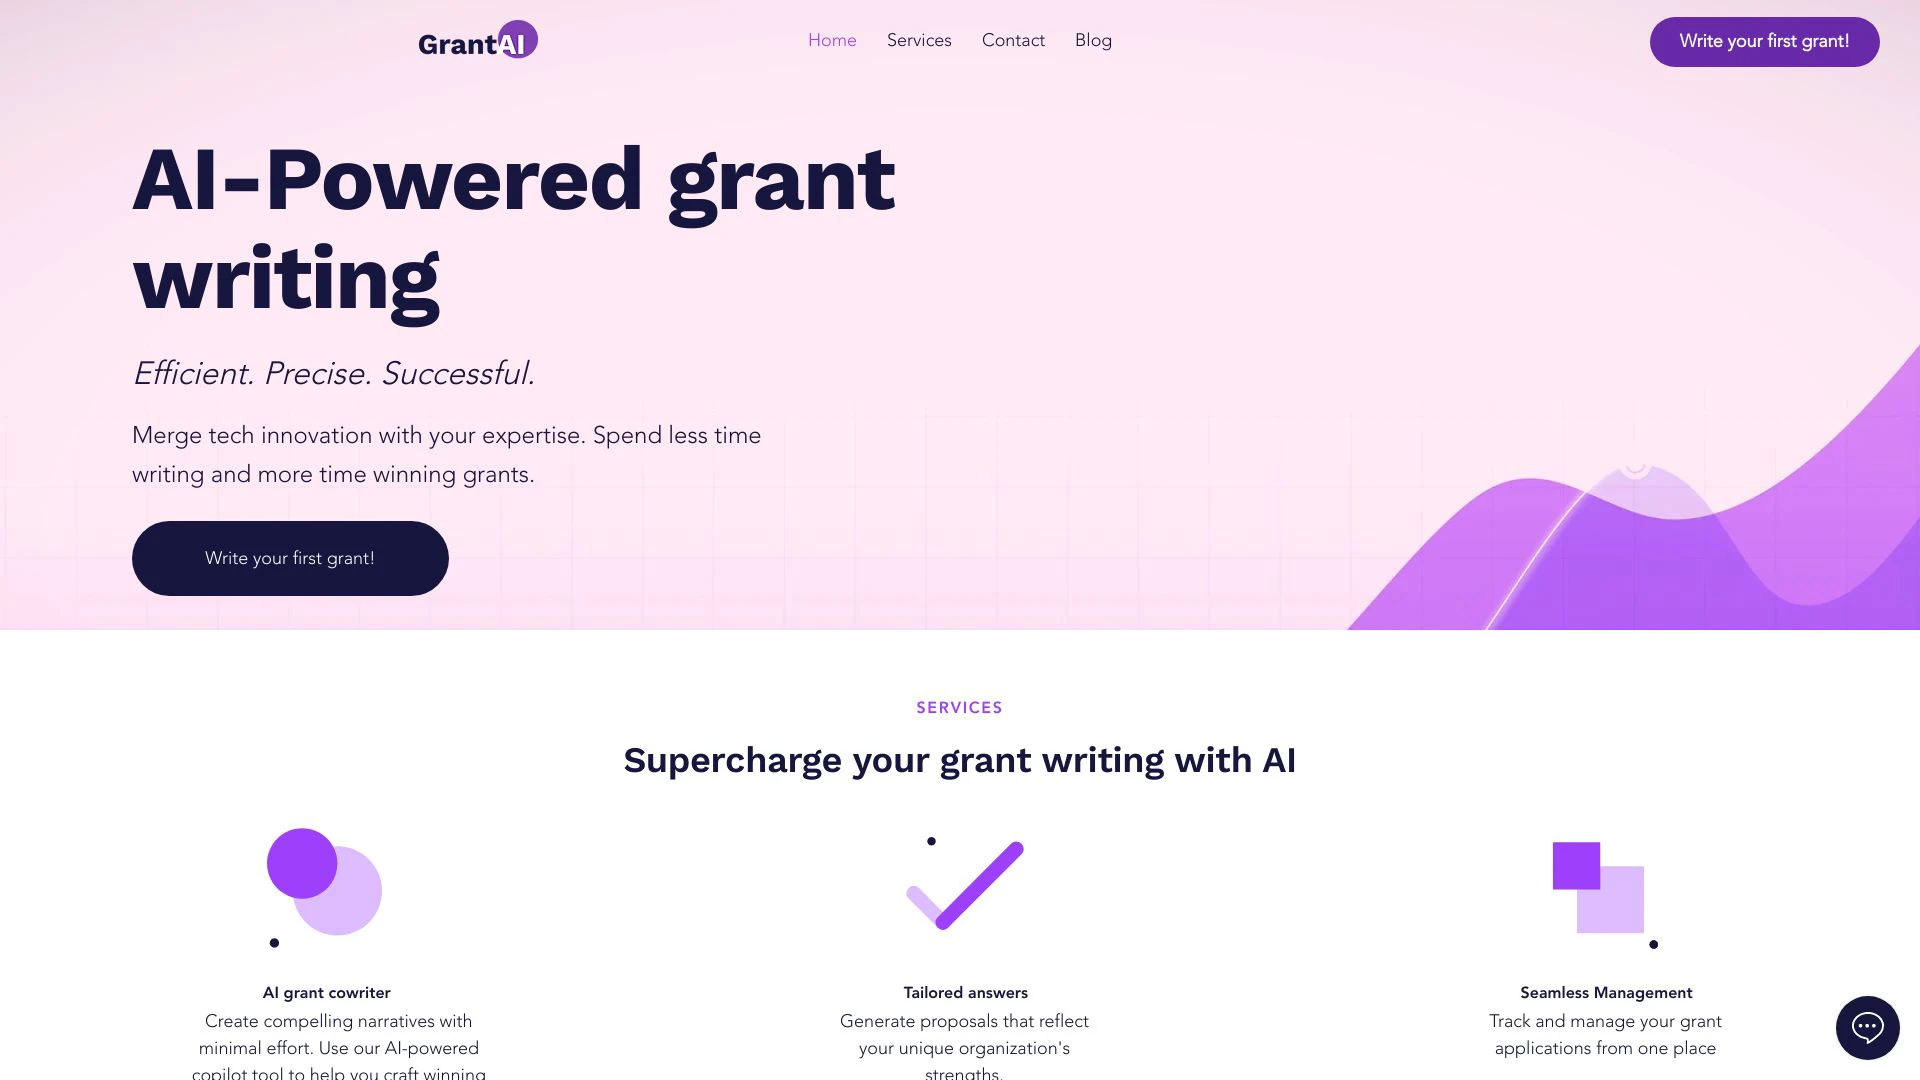 GrantAI
Home
Services
Contact
Blog
Write your first grant!
AI-Powered grant
writing
Efficient. Precise. Successful.
Merge tech innovation with your expertise. Spend less time
writing and more time winning grants.
Write your first grant!
SERVICES
Supercharge your grant writing with AI
AI grant cowriter
Create compelling narratives with
minimal effort. Use our AI-powered
copilot tool to help you craft winning
Tailored answers
Generate proposals that reflect
your unique organization's
strengths.
Seamless Management
Track and manage your grant
applications from one place